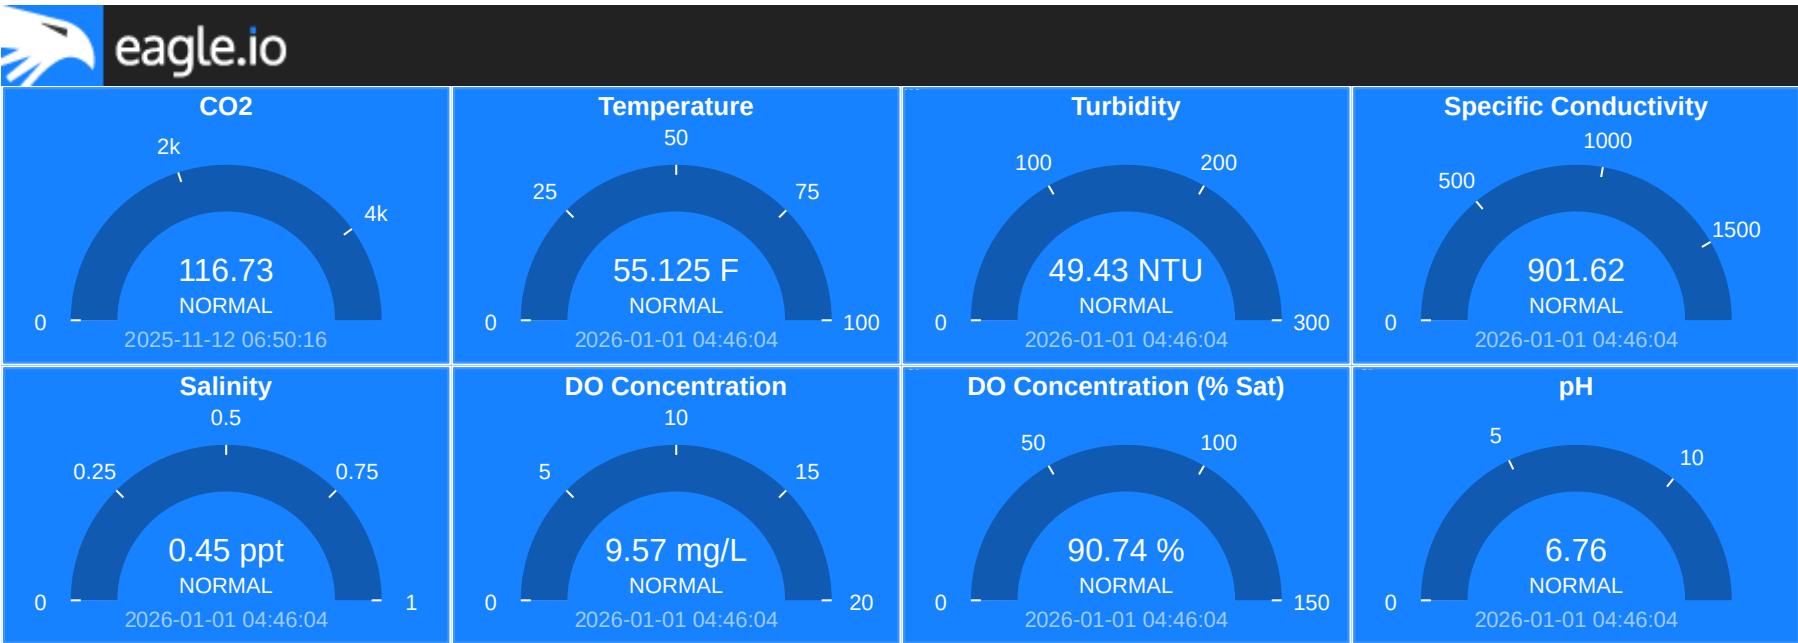 eagle.io
CO2
2k
4k
0
116.73
NORMAL
2025-11-12 06:50:16
Temperature
50
25
75
0
100
55.125 F
NORMAL
2026-01-01 04:46:04
Turbidity
100
200
0
300
49.43 NTU
NORMAL
2026-01-01 04:46:04
Specific Conductivity
1000
500
1500
0
901.62
NORMAL
2026-01-01 04:46:04
Salinity
0.5
0.25
0.75
0
1
0.45 ppt
NORMAL
2026-01-01 04:46:04
DO Concentration
10
5
15
0
20
9.57 mg/L
NORMAL
2026-01-01 04:46:04
DO Concentration (% Sat)
50
100
0
150
90.74 %
NORMAL
2026-01-01 04:46:04
pH
5
10
0
6.76
NORMAL
2026-01-01 04:46:04